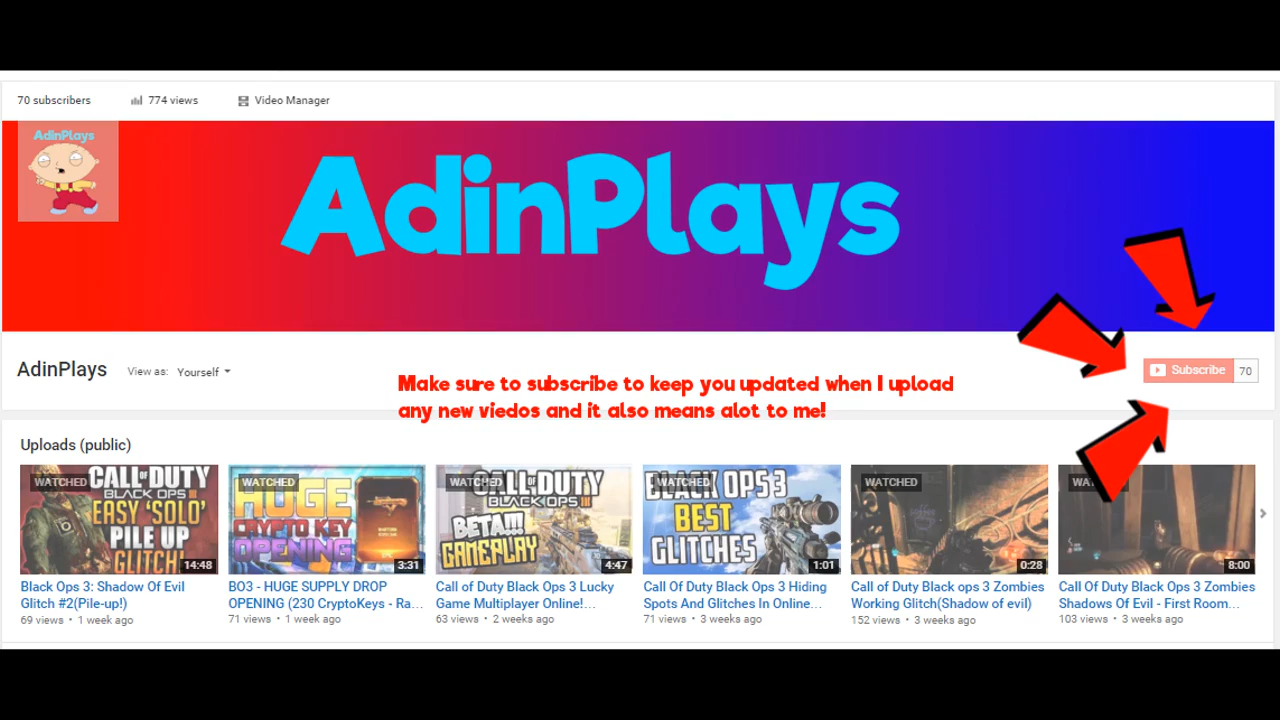 70 subscribers 774 views Video Manager
AdinPlays
AdinPlays
AdinPlays View as: Yourself
Subscribe 70
Make sure to subscribe to keep you updated when I upload
any new viedos and it also means alot to me!
Uploads (public)
WATCHED
CALL OF DUTY
BLACK OPS III
EASY 'SOLO'
PILE UP
GLITCH!
14:48
Black Ops 3: Shadow Of Evil
Glitch #2(Pile-up!)
69 views • 1 week ago
WATCHED
HUGE
CRYPTO KEY
OPENING
3:31
BO3 - HUGE SUPPLY DROP
OPENING (230 CryptoKeys - Ra...
71 views • 1 week ago
WATCHED
CALL OF DUTY
BLACK OPS III
BETA!!!
GAMEPLAY
4:47
Call of Duty Black Ops 3 Lucky
Game Multiplayer Online!...
63 views • 2 weeks ago
WATCHED
BLACK OPS 3
BEST
GLITCHES
1:01
Call Of Duty Black Ops 3 Hiding
Spots And Glitches In Online...
71 views • 3 weeks ago
WATCHED
0:28
Call of Duty Black ops 3 Zombies
Working Glitch(Shadow of evil)
152 views • 3 weeks ago
8:00
Call Of Duty Black Ops 3 Zombies
Shadows Of Evil - First Room...
103 views • 3 weeks ago